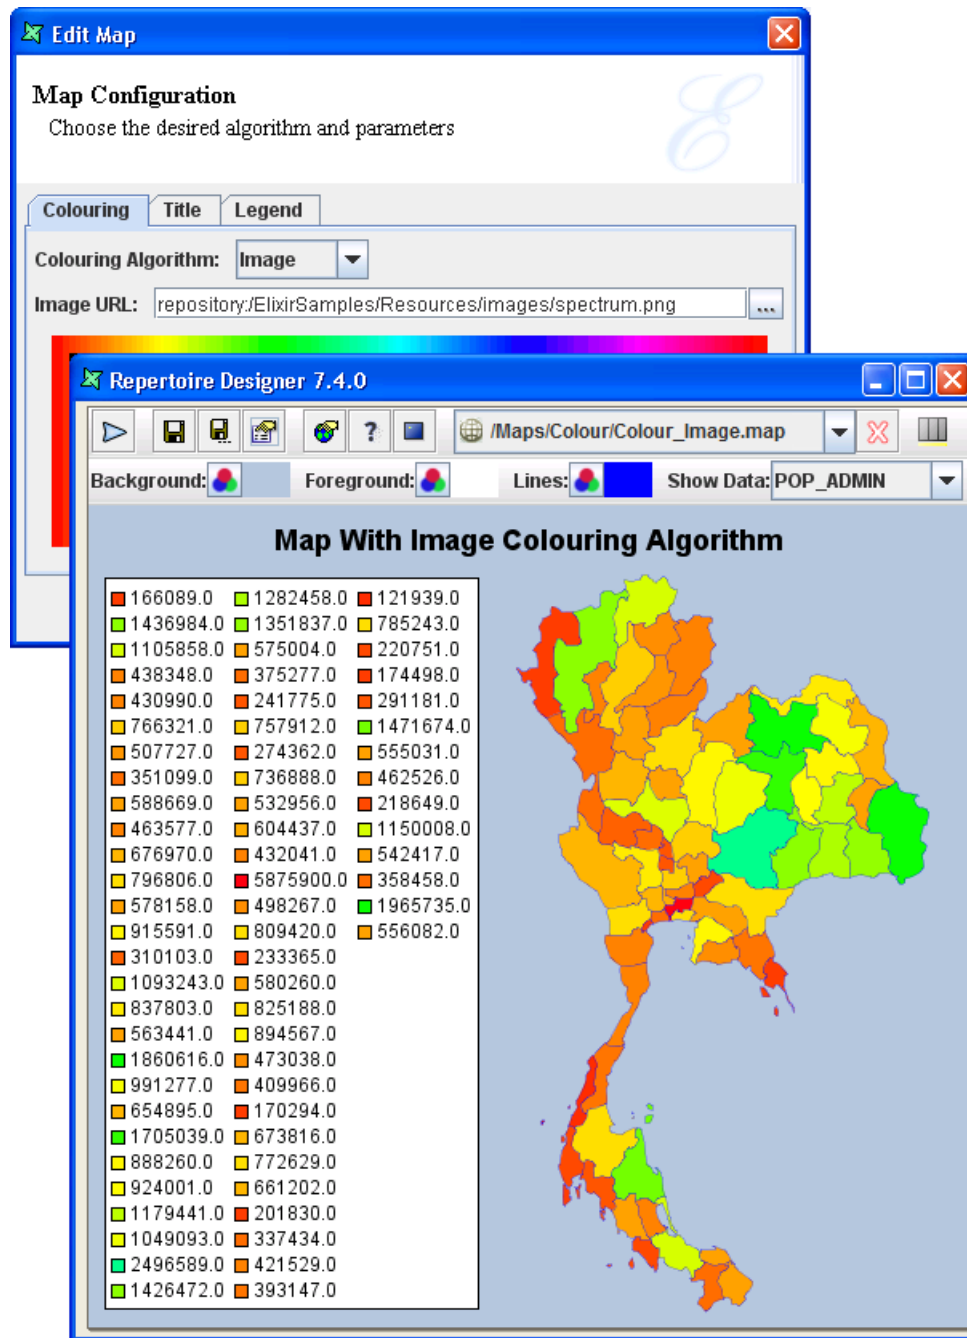 Edit Map
Map Configuration
Choose the desired algorithm and parameters
Colouring Title Legend
Colouring Algorithm: Image
Image URL: repository:/ElixirSamples/Resources/images/spectrum.png ...
Repertoire Designer 7.4.0
/Maps/Colour/Colour_Image.map
Background: Foreground: Lines: Show Data: POP_ADMIN
Map With Image Colouring Algorithm
166089.0 1282458.0 121939.0
1436984.0 1351837.0 785243.0
1105858.0 575004.0 220751.0
438348.0 375277.0 174498.0
430990.0 241775.0 291181.0
766321.0 757912.0 1471674.0
507727.0 274362.0 555031.0
351099.0 736888.0 462526.0
588669.0 532956.0 218649.0
463577.0 604437.0 1150008.0
676970.0 432041.0 542417.0
796806.0 5875900.0 358458.0
578158.0 498267.0 1965735.0
915591.0 809420.0 556082.0
310103.0 233365.0
1093243.0 580260.0
837803.0 825188.0
563441.0 894567.0
1860616.0 473038.0
991277.0 409966.0
654895.0 170294.0
1705039.0 673816.0
888260.0 772629.0
924001.0 661202.0
1179441.0 201830.0
1049093.0 337434.0
2496589.0 421529.0
1426472.0 393147.0